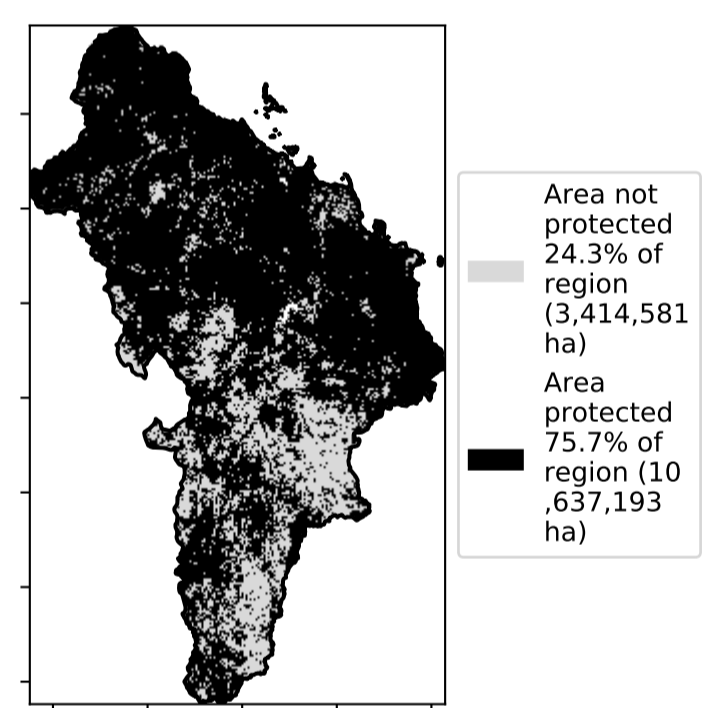 Area not
protected
24.3% of
region
(3,414,581
ha)
Area
protected
75.7% of
region (10
,637,193
ha)